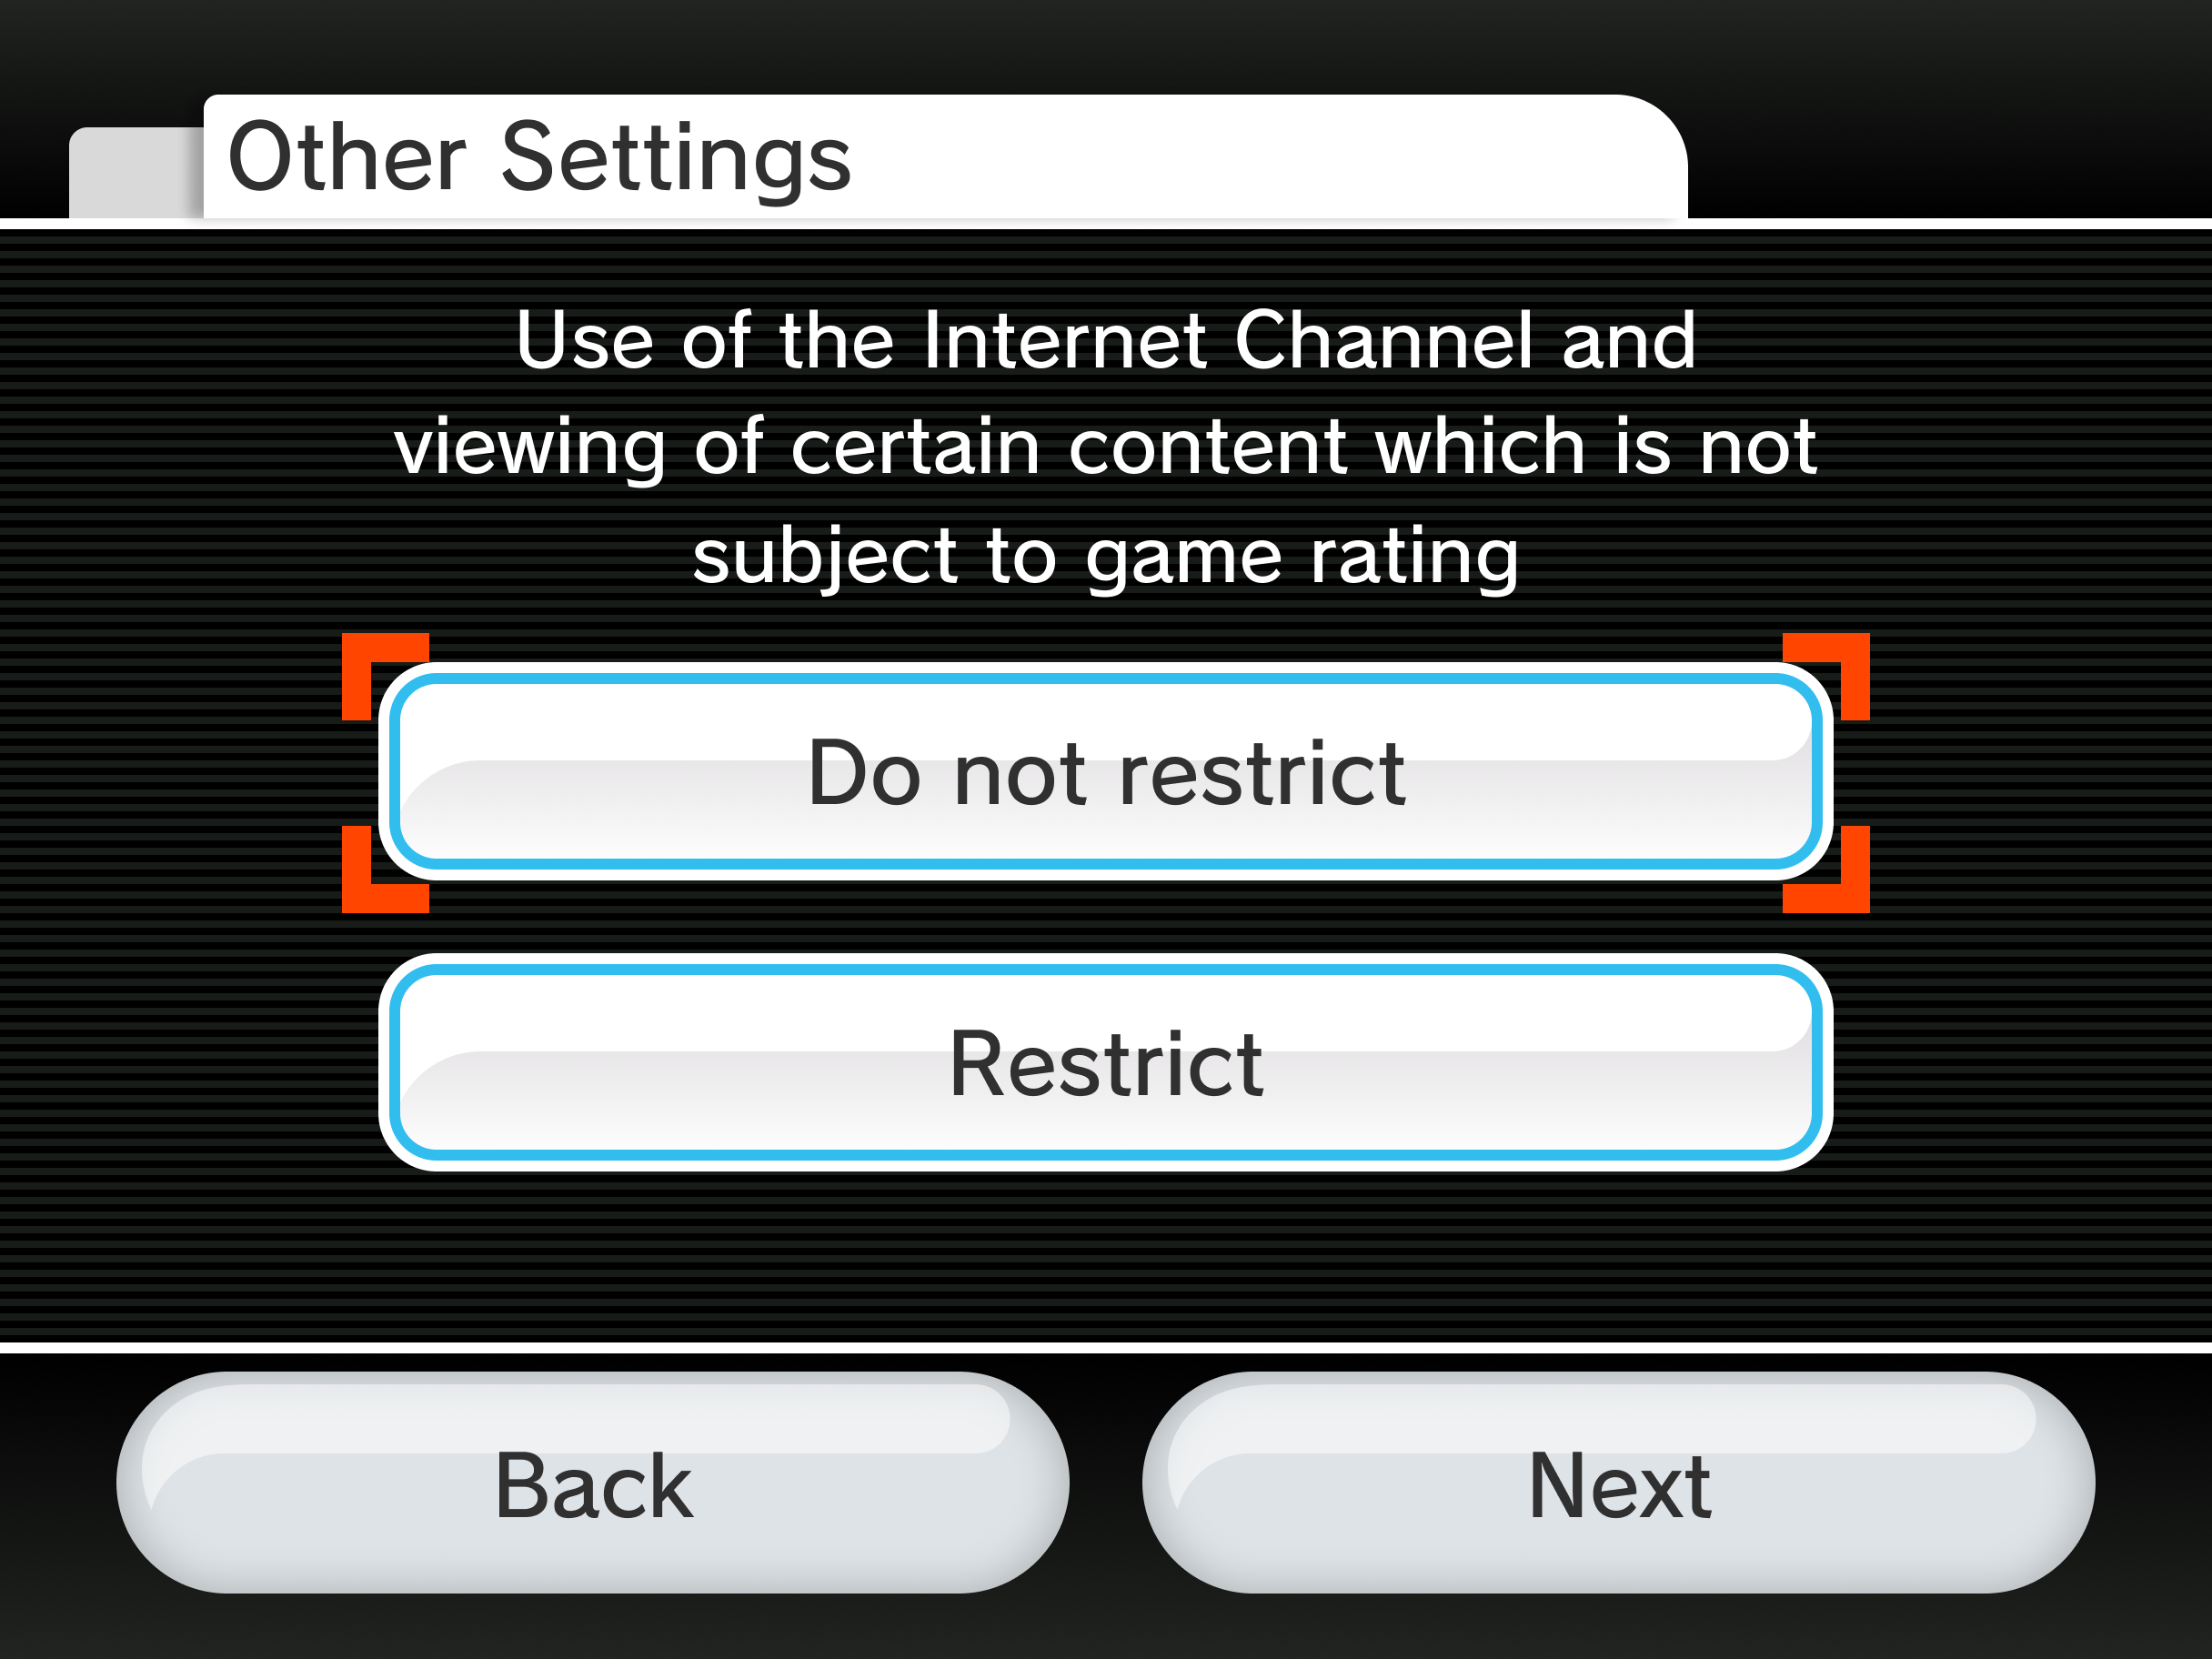 Other Settings
Use of the Internet Channel and
viewing of certain content which is not
subject to game rating
Do not restrict
Restrict
Back
Next